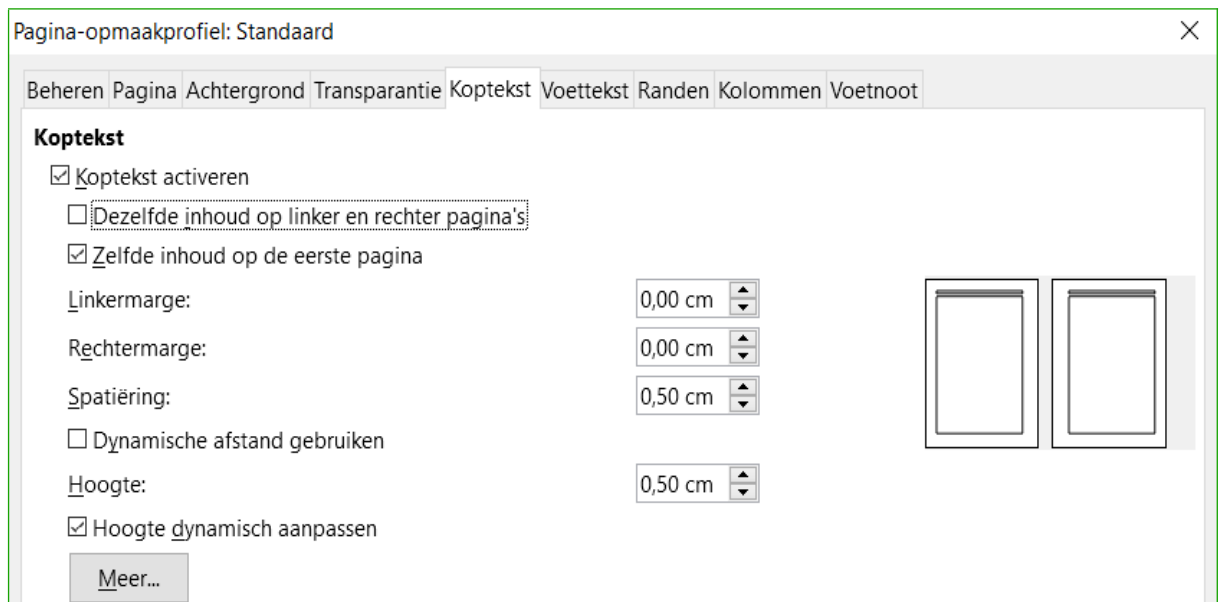 Pagina-opmaakprofiel: Standaard
Beheren Pagina Achtergrond Transparantie Koptekst Voettekst Randen Kolommen Voetnoot
Koptekst
Koptekst activeren
Dezelfde inhoud op linker en rechter pagina's
Zelfde inhoud op de eerste pagina
Linkermarge: 0,00 cm
Rechtermarge: 0,00 cm
Spatiëring: 0,50 cm
Dynamische afstand gebruiken
Hoogte: 0,50 cm
Hoogte dynamisch aanpassen
Meer...